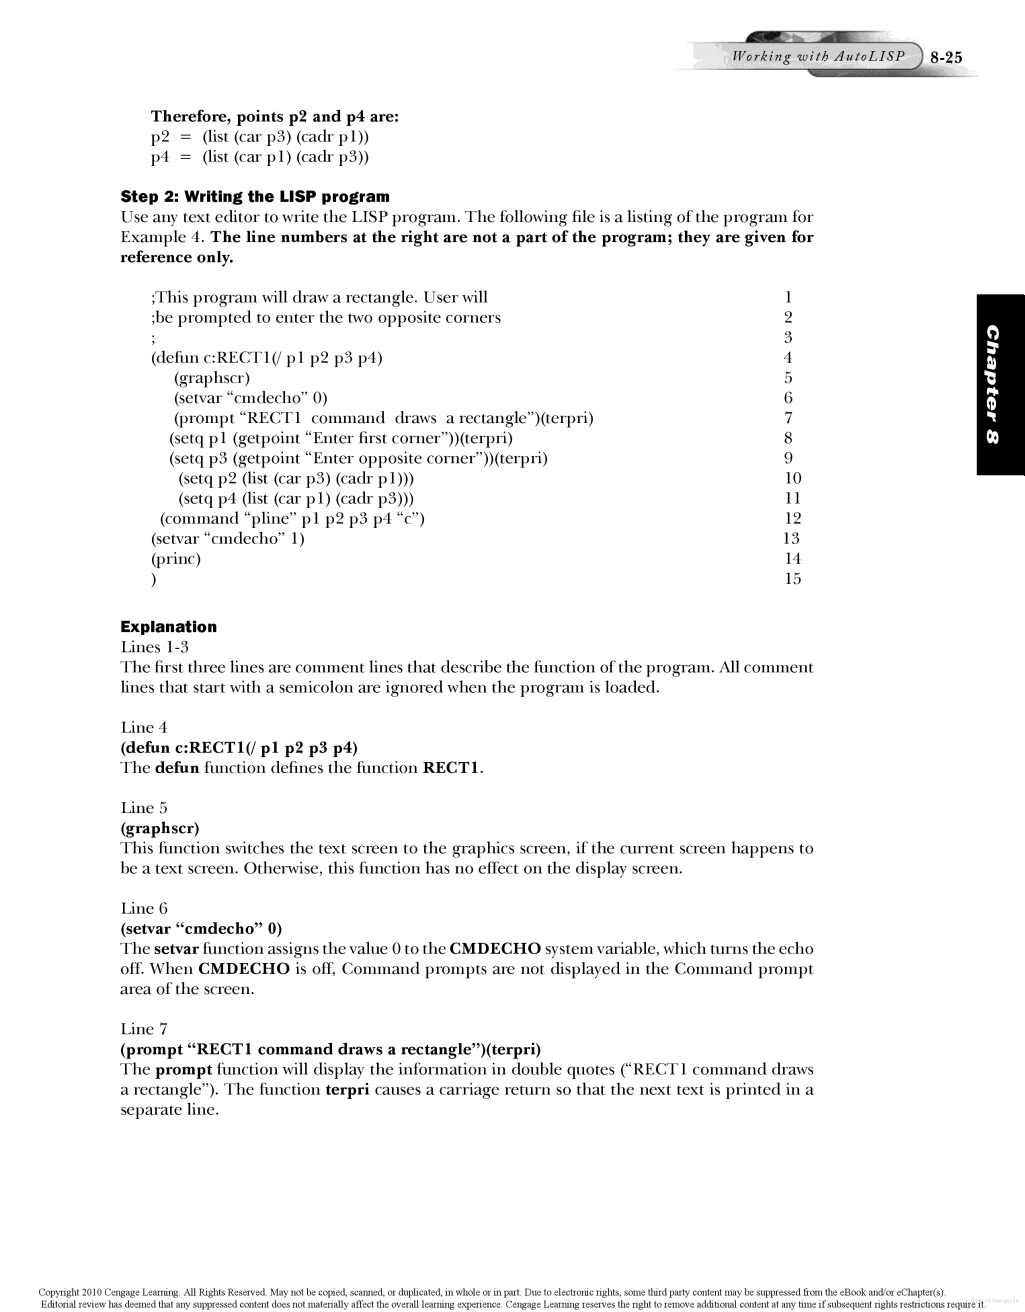 Working with AutoLISP 8-25
Therefore, points p2 and p4 are:
p2 = (list (car p3) (cadr p1))
p4 = (list (car p1) (cadr p3))
Step 2: Writing the LISP program
Use any text editor to write the LISP program. The following file is a listing of the program for
Example 4. The line numbers at the right are not a part of the program; they are given for
reference only.
;This program will draw a rectangle. User will 1
;be prompted to enter the two opposite corners 2
; 3
(defun c:RECT1(/ p1 p2 p3 p4) 4
(graphscr) 5
(setvar “cmdecho” 0) 6
(prompt “RECT1 command draws a rectangle”)(terpri) 7
(setq p1 (getpoint “Enter first corner”))(terpri) 8
(setq p3 (getpoint “Enter opposite corner”))(terpri) 9
(setq p2 (list (car p3) (cadr p1))) 10
(setq p4 (list (car p1) (cadr p3))) 11
(command “pline” p1 p2 p3 p4 “c”) 12
(setvar “cmdecho” 1) 13
(princ) 14
) 15
Chapter 8
Explanation
Lines 1-3
The first three lines are comment lines that describe the function of the program. All comment
lines that start with a semicolon are ignored when the program is loaded.
Line 4
(defun c:RECT1(/ p1 p2 p3 p4)
The defun function defines the function RECT1.
Line 5
(graphscr)
This function switches the text screen to the graphics screen, if the current screen happens to
be a text screen. Otherwise, this function has no effect on the display screen.
Line 6
(setvar “cmdecho” 0)
The setvar function assigns the value 0 to the CMDECHO system variable, which turns the echo
off. When CMDECHO is off, Command prompts are not displayed in the Command prompt
area of the screen.
Line 7
(prompt “RECT1 command draws a rectangle”)(terpri)
The prompt function will display the information in double quotes (“RECT1 command draws
a rectangle”). The function terpri causes a carriage return so that the next text is printed in a
separate line.
Copyright 2010 Cengage Learning. All Rights Reserved. May not be copied, scanned, or duplicated, in whole or in part. Due to electronic rights, some third party content may be suppressed from the eBook and/or eChapter(s).
Editorial review has deemed that any suppressed content does not materially affect the overall learning experience. Cengage Learning reserves the right to remove additional content at any time if subsequent rights restrictions require it.